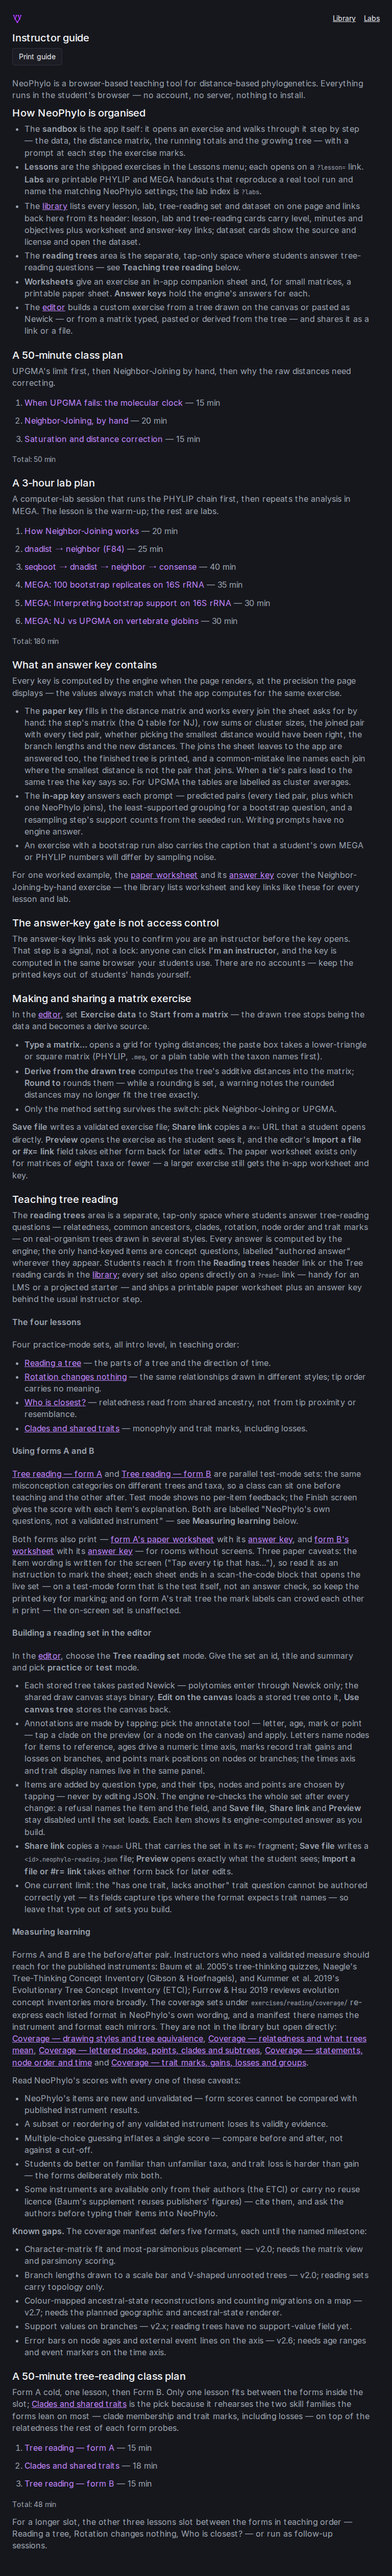 Library Labs
Instructor guide
Print guide
NeoPhylo is a browser-based teaching tool for distance-based phylogenetics. Everything
runs in the student's browser — no account, no server, nothing to install.
How NeoPhylo is organised
• The sandbox is the app itself: it opens an exercise and walks through it step by step
— the data, the distance matrix, the running totals and the growing tree — with a
prompt at each step the exercise marks.
• Lessons are the shipped exercises in the Lessons menu; each opens on a ?lesson= link.
Labs are printable PHYLIP and MEGA handouts that reproduce a real tool run and
name the matching NeoPhylo settings; the lab index is ?labs.
• The library lists every lesson, lab, tree-reading set and dataset on one page and links
back here from its header: lesson, lab and tree-reading cards carry level, minutes and
objectives plus worksheet and answer-key links; dataset cards show the source and
license and open the dataset.
• The reading trees area is the separate, tap-only space where students answer tree-
reading questions — see Teaching tree reading below.
• Worksheets give an exercise an in-app companion sheet and, for small matrices, a
printable paper sheet. Answer keys hold the engine's answers for each.
• The editor builds a custom exercise from a tree drawn on the canvas or pasted as
Newick — or from a matrix typed, pasted or derived from the tree — and shares it as a
link or a file.
A 50-minute class plan
UPGMA's limit first, then Neighbor-Joining by hand, then why the raw distances need
correcting.
1. When UPGMA fails: the molecular clock — 15 min
2. Neighbor-Joining, by hand — 20 min
3. Saturation and distance correction — 15 min
Total: 50 min
A 3-hour lab plan
A computer-lab session that runs the PHYLIP chain first, then repeats the analysis in
MEGA. The lesson is the warm-up; the rest are labs.
1. How Neighbor-Joining works — 20 min
2. dnadist → neighbor (F84) — 25 min
3. seqboot → dnadist → neighbor → consense — 40 min
4. MEGA: 100 bootstrap replicates on 16S rRNA — 35 min
5. MEGA: Interpreting bootstrap support on 16S rRNA — 30 min
6. MEGA: NJ vs UPGMA on vertebrate globins — 30 min
Total: 180 min
What an answer key contains
Every key is computed by the engine when the page renders, at the precision the page
displays — the values always match what the app computes for the same exercise.
• The paper key fills in the distance matrix and works every join the sheet asks for by
hand: the step's matrix (the Q table for NJ), row sums or cluster sizes, the joined pair
with every tied pair, whether picking the smallest distance would have been right, the
branch lengths and the new distances. The joins the sheet leaves to the app are
answered too, the finished tree is printed, and a common-mistake line names each join
where the smallest distance is not the pair that joins. When a tie's pairs lead to the
same tree the key says so. For UPGMA the tables are labelled as cluster averages.
• The in-app key answers each prompt — predicted pairs (every tied pair, plus which
one NeoPhylo joins), the least-supported grouping for a bootstrap question, and a
resampling step's support counts from the seeded run. Writing prompts have no
engine answer.
• An exercise with a bootstrap run also carries the caption that a student's own MEGA
or PHYLIP numbers will differ by sampling noise.
For one worked example, the paper worksheet and its answer key cover the Neighbor-
Joining-by-hand exercise — the library lists worksheet and key links like these for every
lesson and lab.
The answer-key gate is not access control
The answer-key links ask you to confirm you are an instructor before the key opens.
That step is a signal, not a lock: anyone can click I'm an instructor, and the key is
computed in the same browser your students use. There are no accounts — keep the
printed keys out of students' hands yourself.
Making and sharing a matrix exercise
In the editor, set Exercise data to Start from a matrix — the drawn tree stops being the
data and becomes a derive source.
• Type a matrix… opens a grid for typing distances; the paste box takes a lower-triangle
or square matrix (PHYLIP, .meg, or a plain table with the taxon names first).
• Derive from the drawn tree computes the tree's additive distances into the matrix;
Round to rounds them — while a rounding is set, a warning notes the rounded
distances may no longer fit the tree exactly.
• Only the method setting survives the switch: pick Neighbor-Joining or UPGMA.
Save file writes a validated exercise file; Share link copies a #x= URL that a student opens
directly. Preview opens the exercise as the student sees it, and the editor's Import a file
or #x= link field takes either form back for later edits. The paper worksheet exists only
for matrices of eight taxa or fewer — a larger exercise still gets the in-app worksheet and
key.
Teaching tree reading
The reading trees area is a separate, tap-only space where students answer tree-reading
questions — relatedness, common ancestors, clades, rotation, node order and trait marks
— on real-organism trees drawn in several styles. Every answer is computed by the
engine; the only hand-keyed items are concept questions, labelled "authored answer"
wherever they appear. Students reach it from the Reading trees header link or the Tree
reading cards in the library; every set also opens directly on a ?read= link — handy for an
LMS or a projected starter — and ships a printable paper worksheet plus an answer key
behind the usual instructor step.
The four lessons
Four practice-mode sets, all intro level, in teaching order:
• Reading a tree — the parts of a tree and the direction of time.
• Rotation changes nothing — the same relationships drawn in different styles; tip order
carries no meaning.
• Who is closest? — relatedness read from shared ancestry, not from tip proximity or
resemblance.
• Clades and shared traits — monophyly and trait marks, including losses.
Using forms A and B
Tree reading — form A and Tree reading — form B are parallel test-mode sets: the same
misconception categories on different trees and taxa, so a class can sit one before
teaching and the other after. Test mode shows no per-item feedback; the Finish screen
gives the score with each item's explanation. Both are labelled "NeoPhylo's own
questions, not a validated instrument" — see Measuring learning below.
Both forms also print — form A's paper worksheet with its answer key, and form B's
worksheet with its answer key — for rooms without screens. Three paper caveats: the
item wording is written for the screen ("Tap every tip that has…"), so read it as an
instruction to mark the sheet; each sheet ends in a scan-the-code block that opens the
live set — on a test-mode form that is the test itself, not an answer check, so keep the
printed key for marking; and on form A's trait tree the mark labels can crowd each other
in print — the on-screen set is unaffected.
Building a reading set in the editor
In the editor, choose the Tree reading set mode. Give the set an id, title and summary
and pick practice or test mode.
• Each stored tree takes pasted Newick — polytomies enter through Newick only; the
shared draw canvas stays binary. Edit on the canvas loads a stored tree onto it, Use
canvas tree stores the canvas back.
• Annotations are made by tapping: pick the annotate tool — letter, age, mark or point
— tap a clade on the preview (or a node on the canvas) and apply. Letters name nodes
for items to reference, ages drive a numeric time axis, marks record trait gains and
losses on branches, and points mark positions on nodes or branches; the times axis
and trait display names live in the same panel.
• Items are added by question type, and their tips, nodes and points are chosen by
tapping — never by editing JSON. The engine re-checks the whole set after every
change: a refusal names the item and the field, and Save file, Share link and Preview
stay disabled until the set loads. Each item shows its engine-computed answer as you
build.
• Share link copies a ?read= URL that carries the set in its #r= fragment; Save file writes a
<id>.neophylo-reading.json file; Preview opens exactly what the student sees; Import a
file or #r= link takes either form back for later edits.
• One current limit: the "has one trait, lacks another" trait question cannot be authored
correctly yet — its fields capture tips where the format expects trait names — so
leave that type out of sets you build.
Measuring learning
Forms A and B are the before/after pair. Instructors who need a validated measure should
reach for the published instruments: Baum et al. 2005's tree-thinking quizzes, Naegle's
Tree-Thinking Concept Inventory (Gibson & Hoefnagels), and Kummer et al. 2019's
Evolutionary Tree Concept Inventory (ETCI); Furrow & Hsu 2019 reviews evolution
concept inventories more broadly. The coverage sets under exercises/reading/coverage/ re-
express each listed format in NeoPhylo's own wording, and a manifest there names the
instrument and format each mirrors. They are not in the library but open directly:
Coverage — drawing styles and tree equivalence, Coverage — relatedness and what trees
mean, Coverage — lettered nodes, points, clades and subtrees, Coverage — statements,
node order and time and Coverage — trait marks, gains, losses and groups.
Read NeoPhylo's scores with every one of these caveats:
• NeoPhylo's items are new and unvalidated — form scores cannot be compared with
published instrument results.
• A subset or reordering of any validated instrument loses its validity evidence.
• Multiple-choice guessing inflates a single score — compare before and after, not
against a cut-off.
• Students do better on familiar than unfamiliar taxa, and trait loss is harder than gain
— the forms deliberately mix both.
• Some instruments are available only from their authors (the ETCI) or carry no reuse
licence (Baum's supplement reuses publishers' figures) — cite them, and ask the
authors before typing their items into NeoPhylo.
Known gaps. The coverage manifest defers five formats, each until the named milestone:
• Character-matrix fit and most-parsimonious placement — v2.0; needs the matrix view
and parsimony scoring.
• Branch lengths drawn to a scale bar and V-shaped unrooted trees — v2.0; reading sets
carry topology only.
• Colour-mapped ancestral-state reconstructions and counting migrations on a map —
v2.7; needs the planned geographic and ancestral-state renderer.
• Support values on branches — v2.x; reading trees have no support-value field yet.
• Error bars on node ages and external event lines on the axis — v2.6; needs age ranges
and event markers on the time axis.
A 50-minute tree-reading class plan
Form A cold, one lesson, then Form B. Only one lesson fits between the forms inside the
slot; Clades and shared traits is the pick because it rehearses the two skill families the
forms lean on most — clade membership and trait marks, including losses — on top of the
relatedness the rest of each form probes.
1. Tree reading — form A — 15 min
2. Clades and shared traits — 18 min
3. Tree reading — form B — 15 min
Total: 48 min
For a longer slot, the other three lessons slot between the forms in teaching order —
Reading a tree, Rotation changes nothing, Who is closest? — or run as follow-up
sessions.